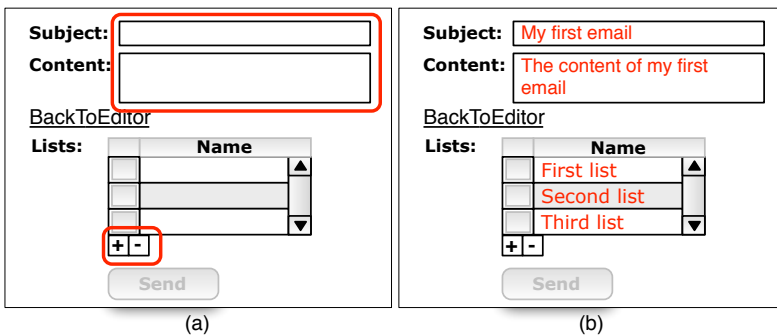 Subject:
Content:
BackToEditor
Lists:
Name
+ -
Send
(a)
Subject: My first email
Content: The content of my first
email
BackToEditor
Lists:
Name
First list
Second list
Third list
+ -
Send
(b)